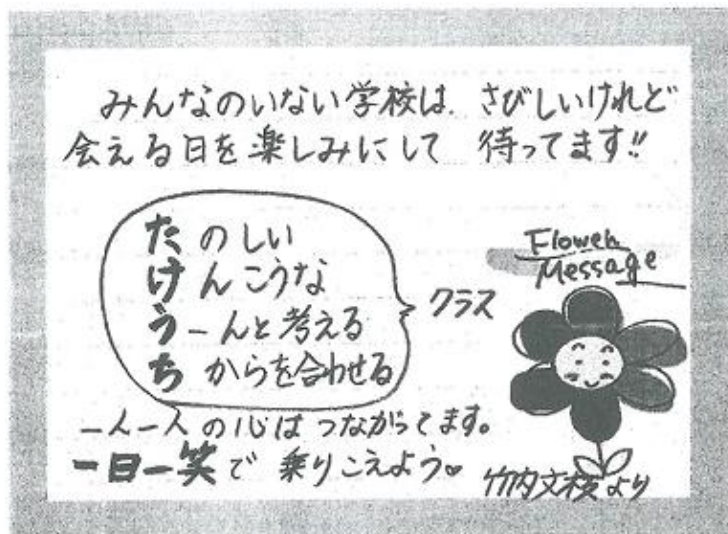 みんなのいない学校は、さびしいけれど
会える日を楽しみにして 待ってます!!
たのしい
けんこうな
うーんと考える
ちからを合わせる
クラス
Flower
Message
一人一人の心はつながってます。
一日一笑で 乗りこえよう♥
竹内文枝より